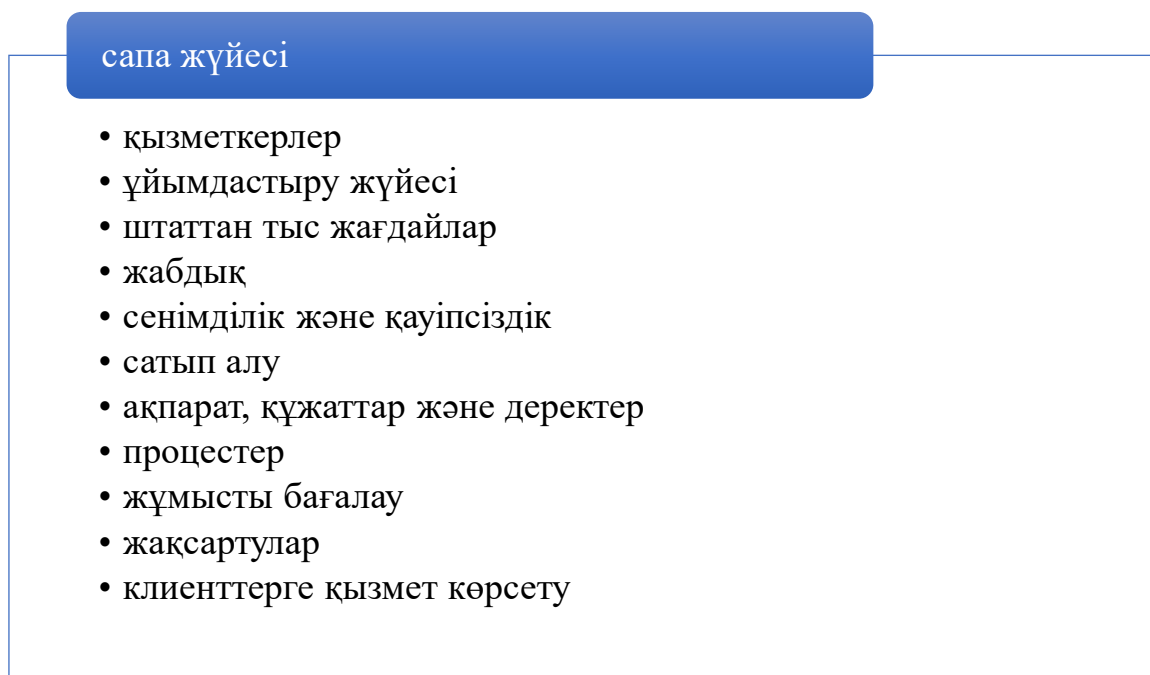 сапа жүйесі
• қызметкерлер
• ұйымдастыру жүйесі
• штаттан тыс жағдайлар
• жабдық
• сенімділік және қауіпсіздік
• сатып алу
• ақпарат, құжаттар және деректер
• процестер
• жұмысты бағалау
• жақсартулар
• клиенттерге қызмет көрсету